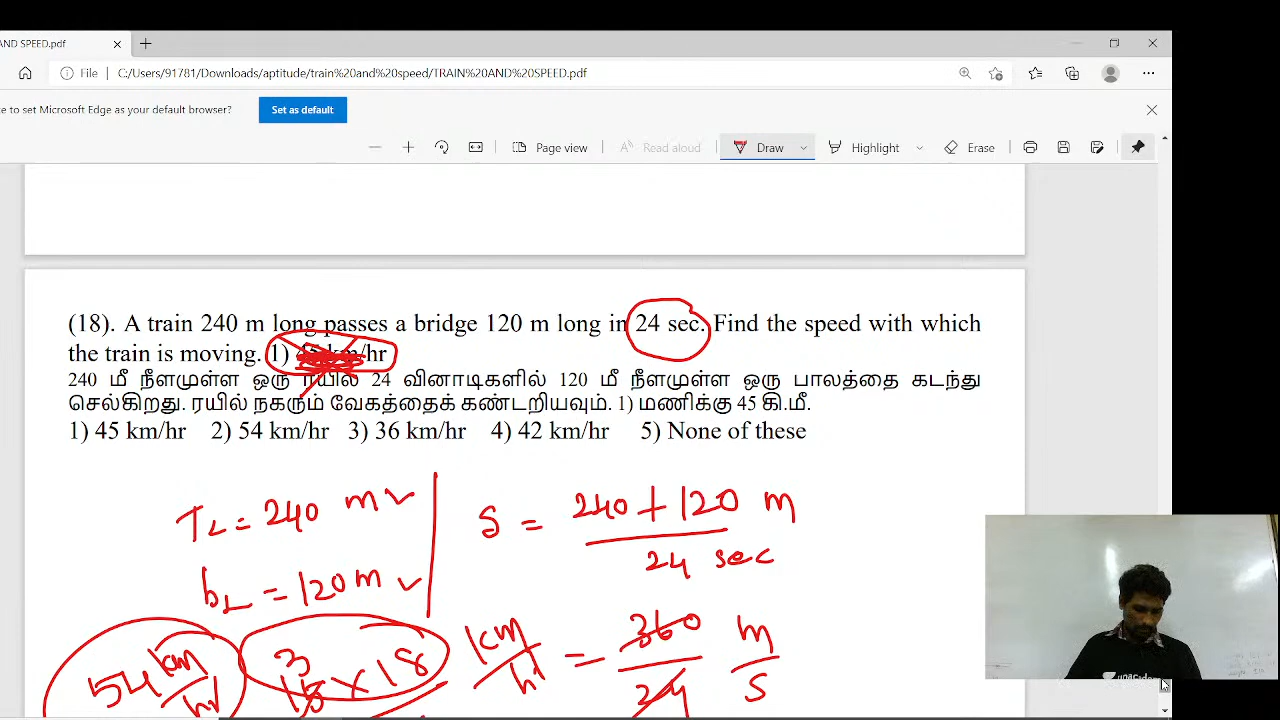 AND SPEED.pdf
File C:/Users/91781/Downloads/aptitude/train%20and%20speed/TRAIN%20AND%20SPEED.pdf
e to set Microsoft Edge as your default browser? Set as default
Page view Read aloud Draw Highlight Erase
(18). A train 240 m long passes a bridge 120 m long in 24 sec. Find the speed with which
the train is moving. 1) 45 km/hr
240 மீ நீளமுள்ள ஒரு ரயில் 24 வினாடிகளில் 120 மீ நீளமுள்ள ஒரு பாலத்தை கடந்து
செல்கிறது. ரயில் நகரும் வேகத்தைக் கண்டறியவும். 1) மணிக்கு 45 கி.மீ.
1) 45 km/hr 2) 54 km/hr 3) 36 km/hr 4) 42 km/hr 5) None of these
TL = 240 m
S = 240 + 120 m
24 sec
bL = 120 m
54 km/hr
3
15 × 18 km/hr = 360 m
24 s